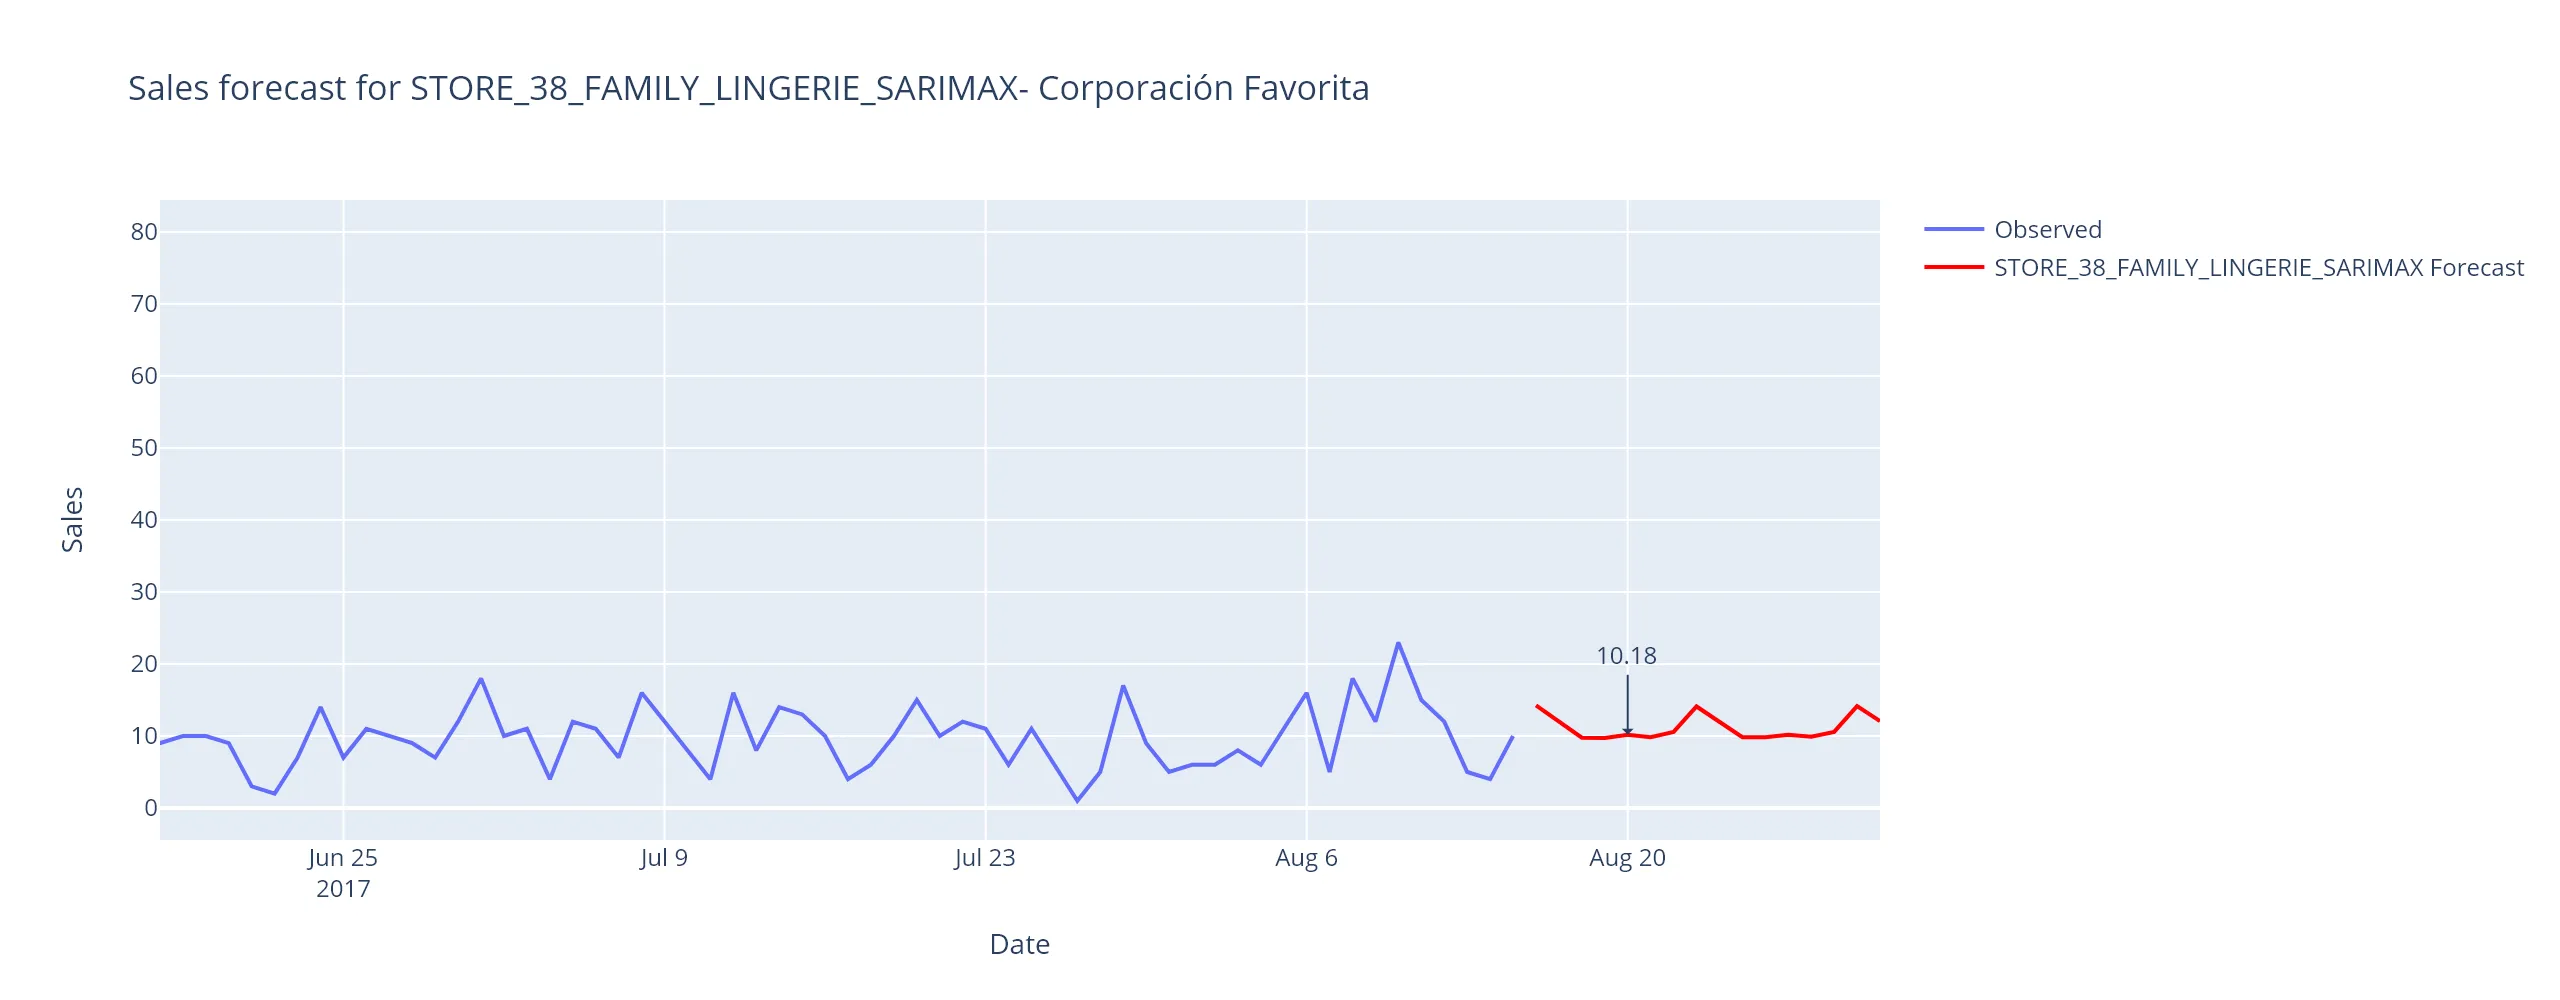 Sales forecast for STORE_38_FAMILY_LINGERIE_SARIMAX- Corporación Favorita
Observed
STORE_38_FAMILY_LINGERIE_SARIMAX Forecast
80
70
60
50
40
30
20
10
0
Sales
10.18
Jun 25
2017
Jul 9
Jul 23
Aug 6
Aug 20
Date